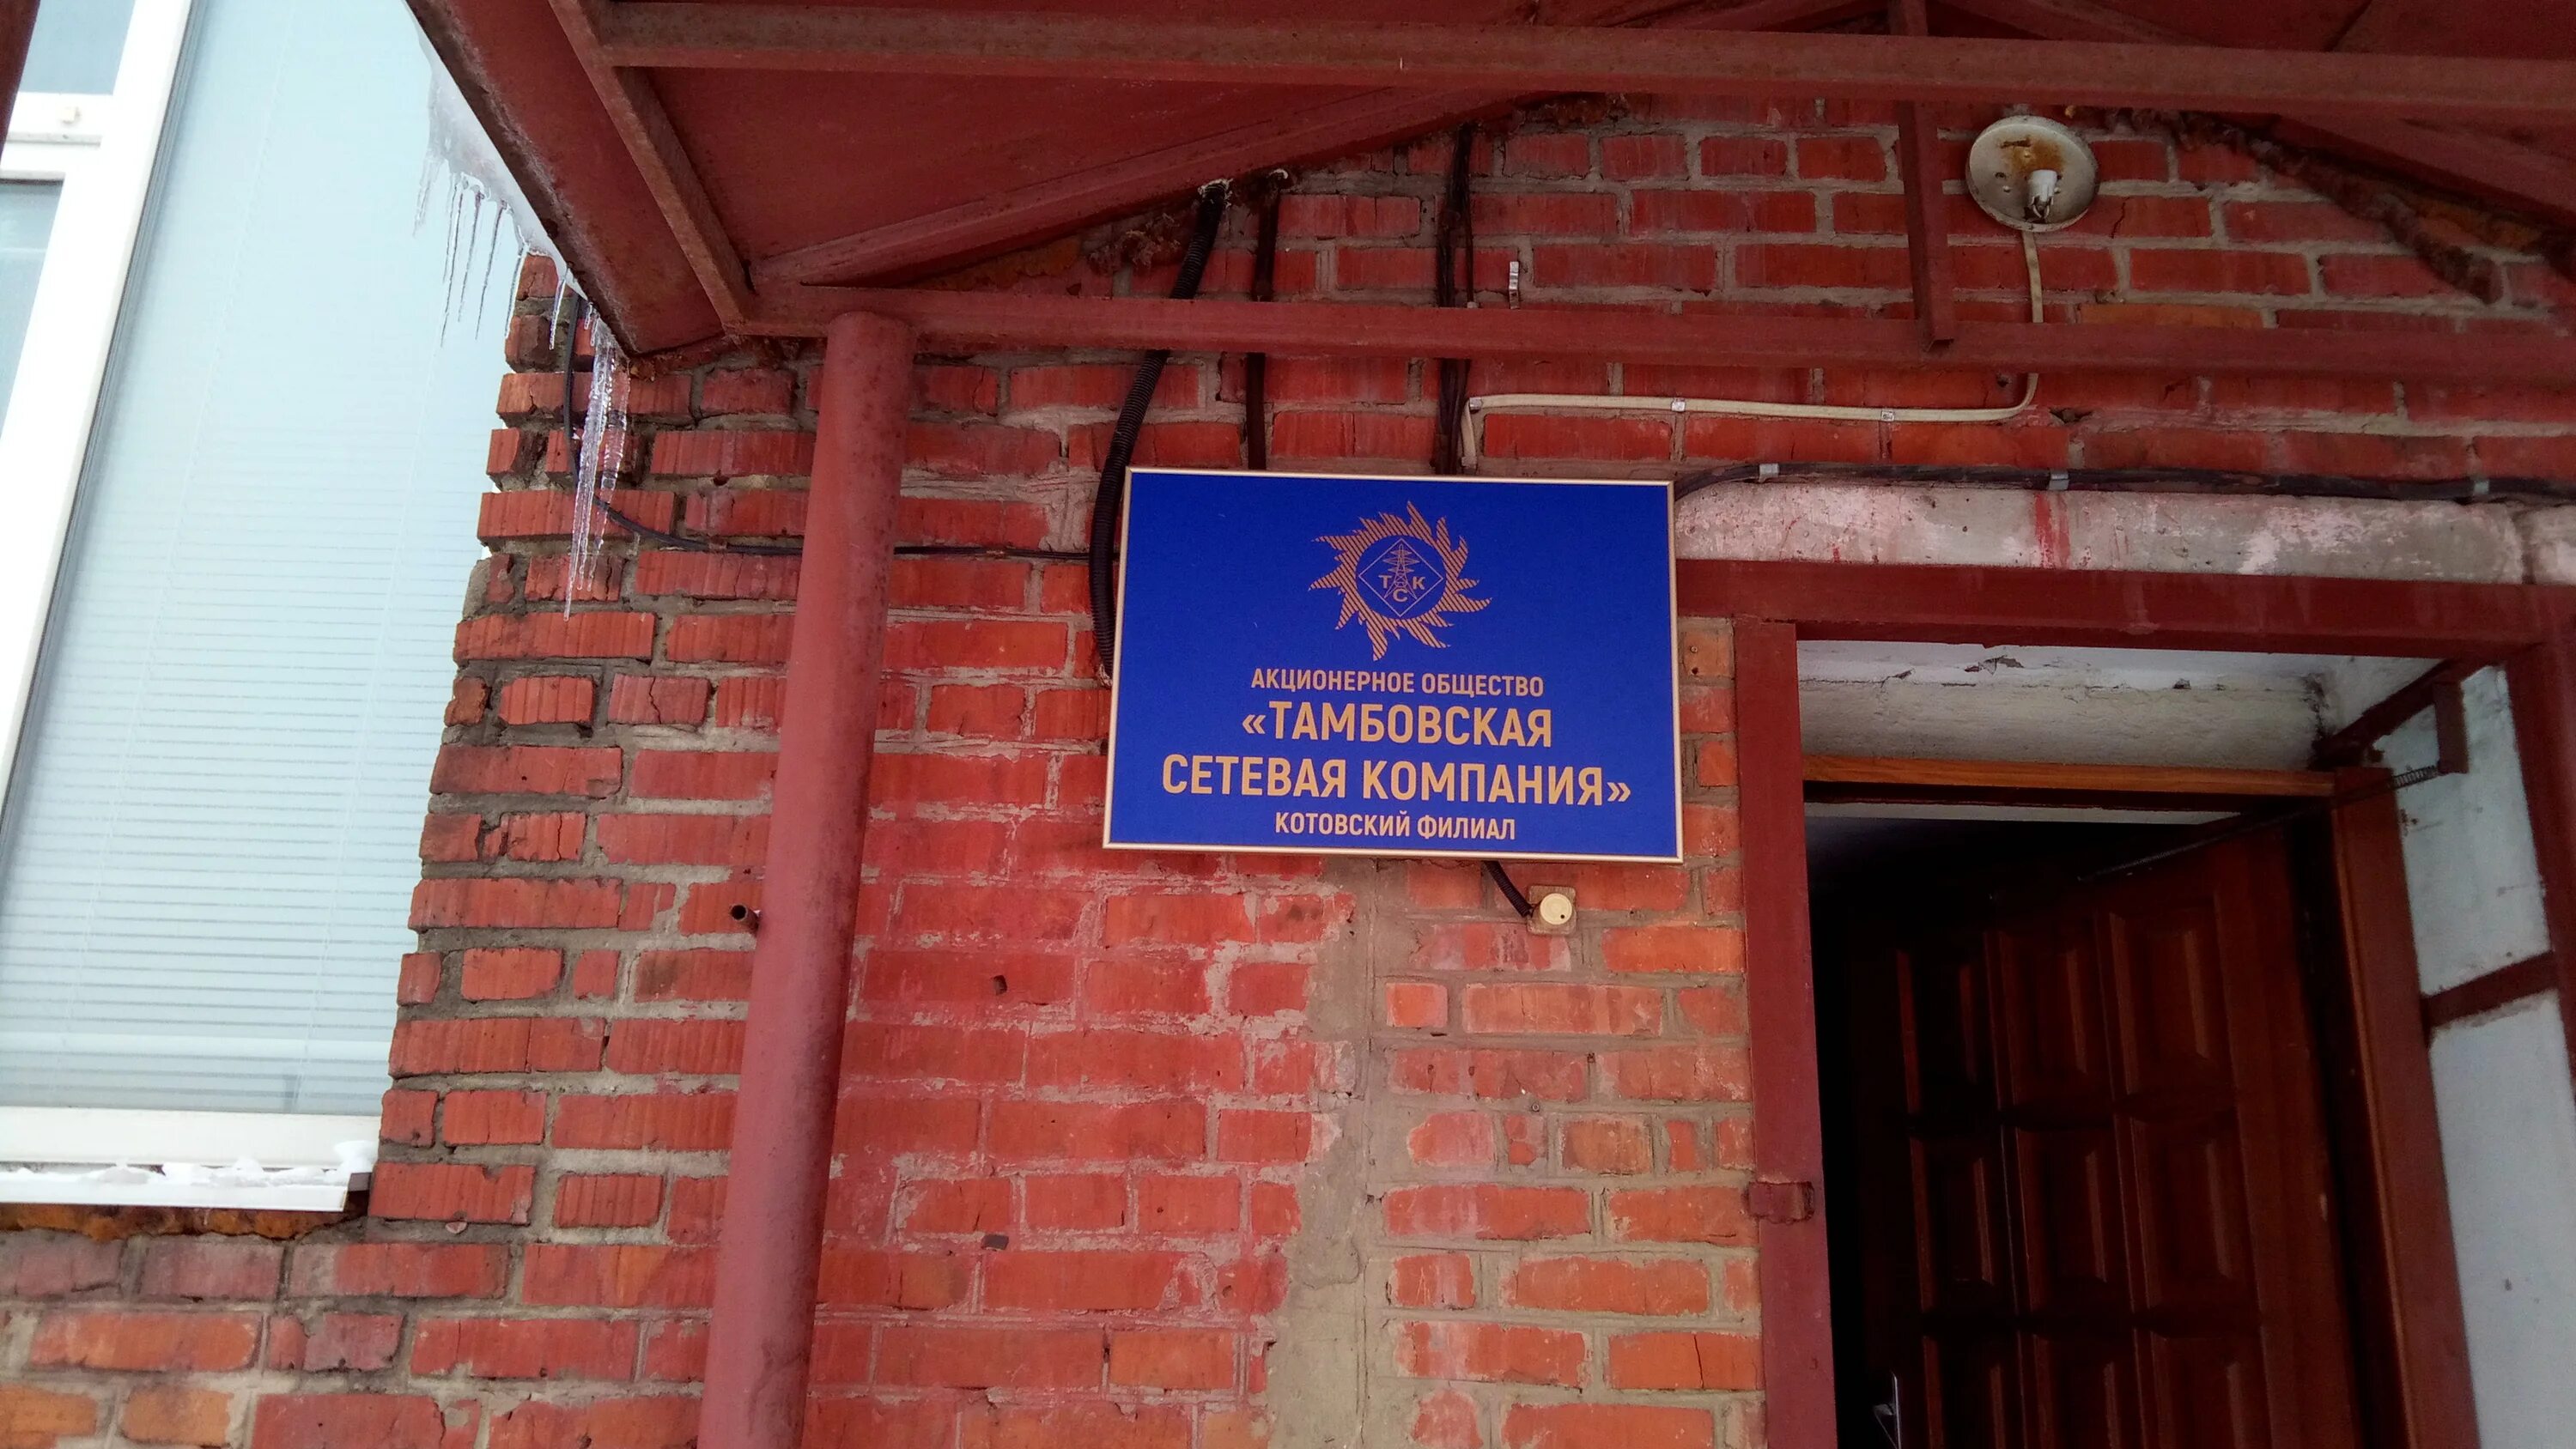 ТСК
АКЦИОНЕРНОЕ ОБЩЕСТВО
«ТАМБОВСКАЯ
СЕТЕВАЯ КОМПАНИЯ»
КОТОВСКИЙ ФИЛИАЛ